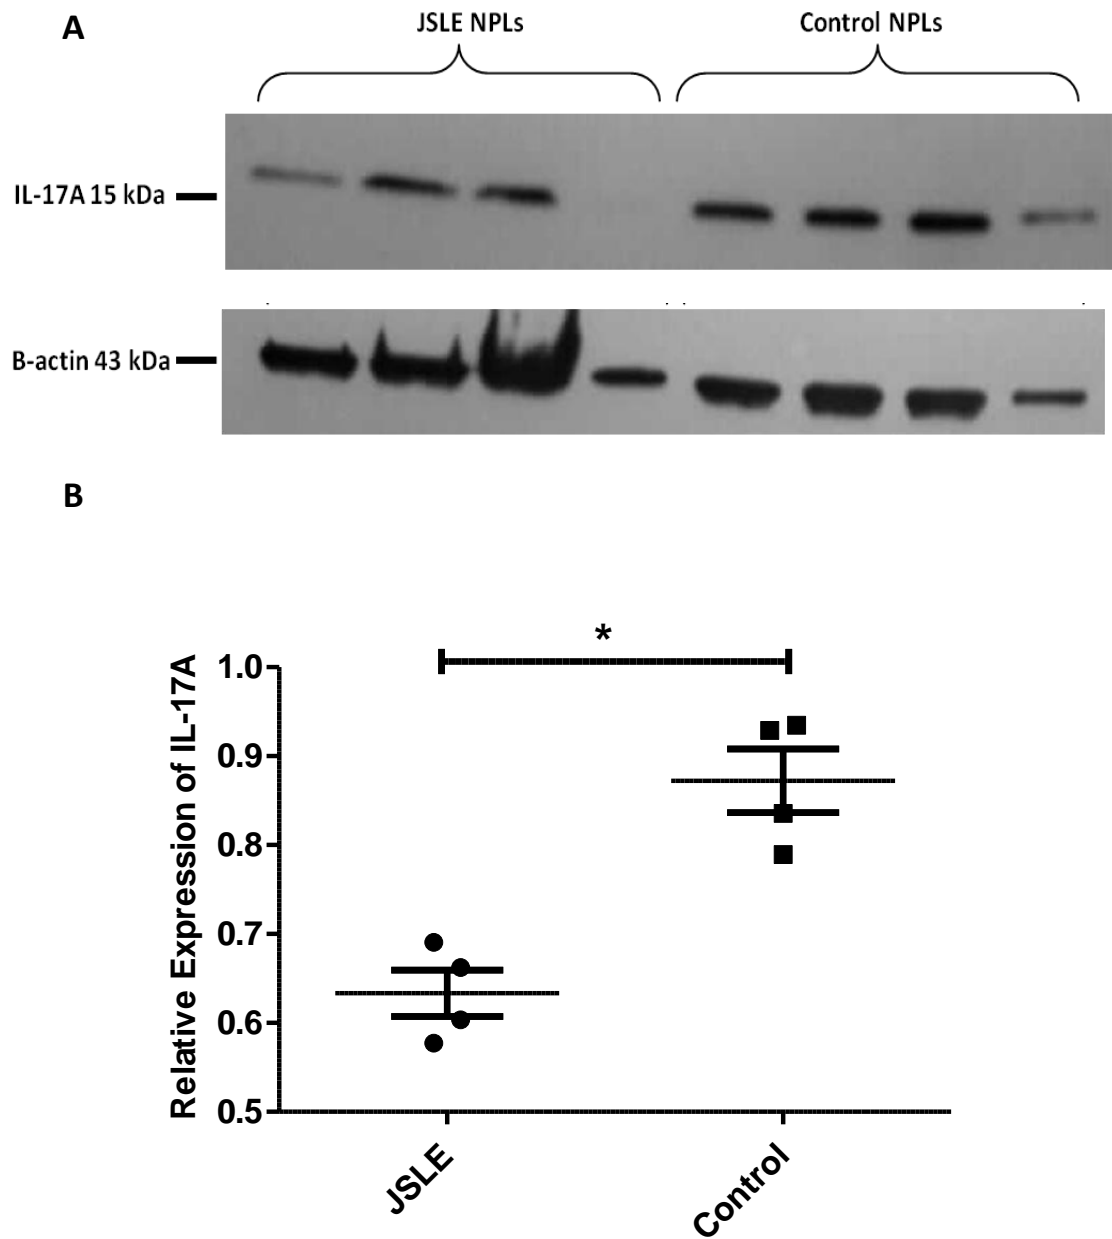 A
JSLE NPLs
Control NPLs
IL-17A 15 kDa
B-actin 43 kDa
B
*
Relative Expression of IL-17A
1.0
0.9
0.8
0.7
0.6
0.5
JSLE
Control